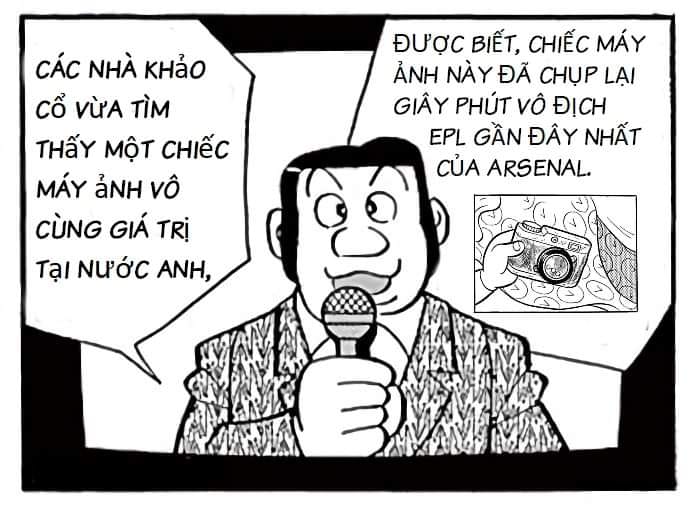 CÁC NHÀ KHẢO
CỔ VỪA TÌM
THẤY MỘT CHIẾC
MÁY ẢNH VÔ
CÙNG GIÁ TRỊ
TẠI NƯỚC ANH,
ĐƯỢC BIẾT, CHIẾC MÁY
ẢNH NÀY ĐÃ CHỤP LẠI
GIÂY PHÚT VÔ ĐỊCH
EPL GẦN ĐÂY NHẤT
CỦA ARSENAL.